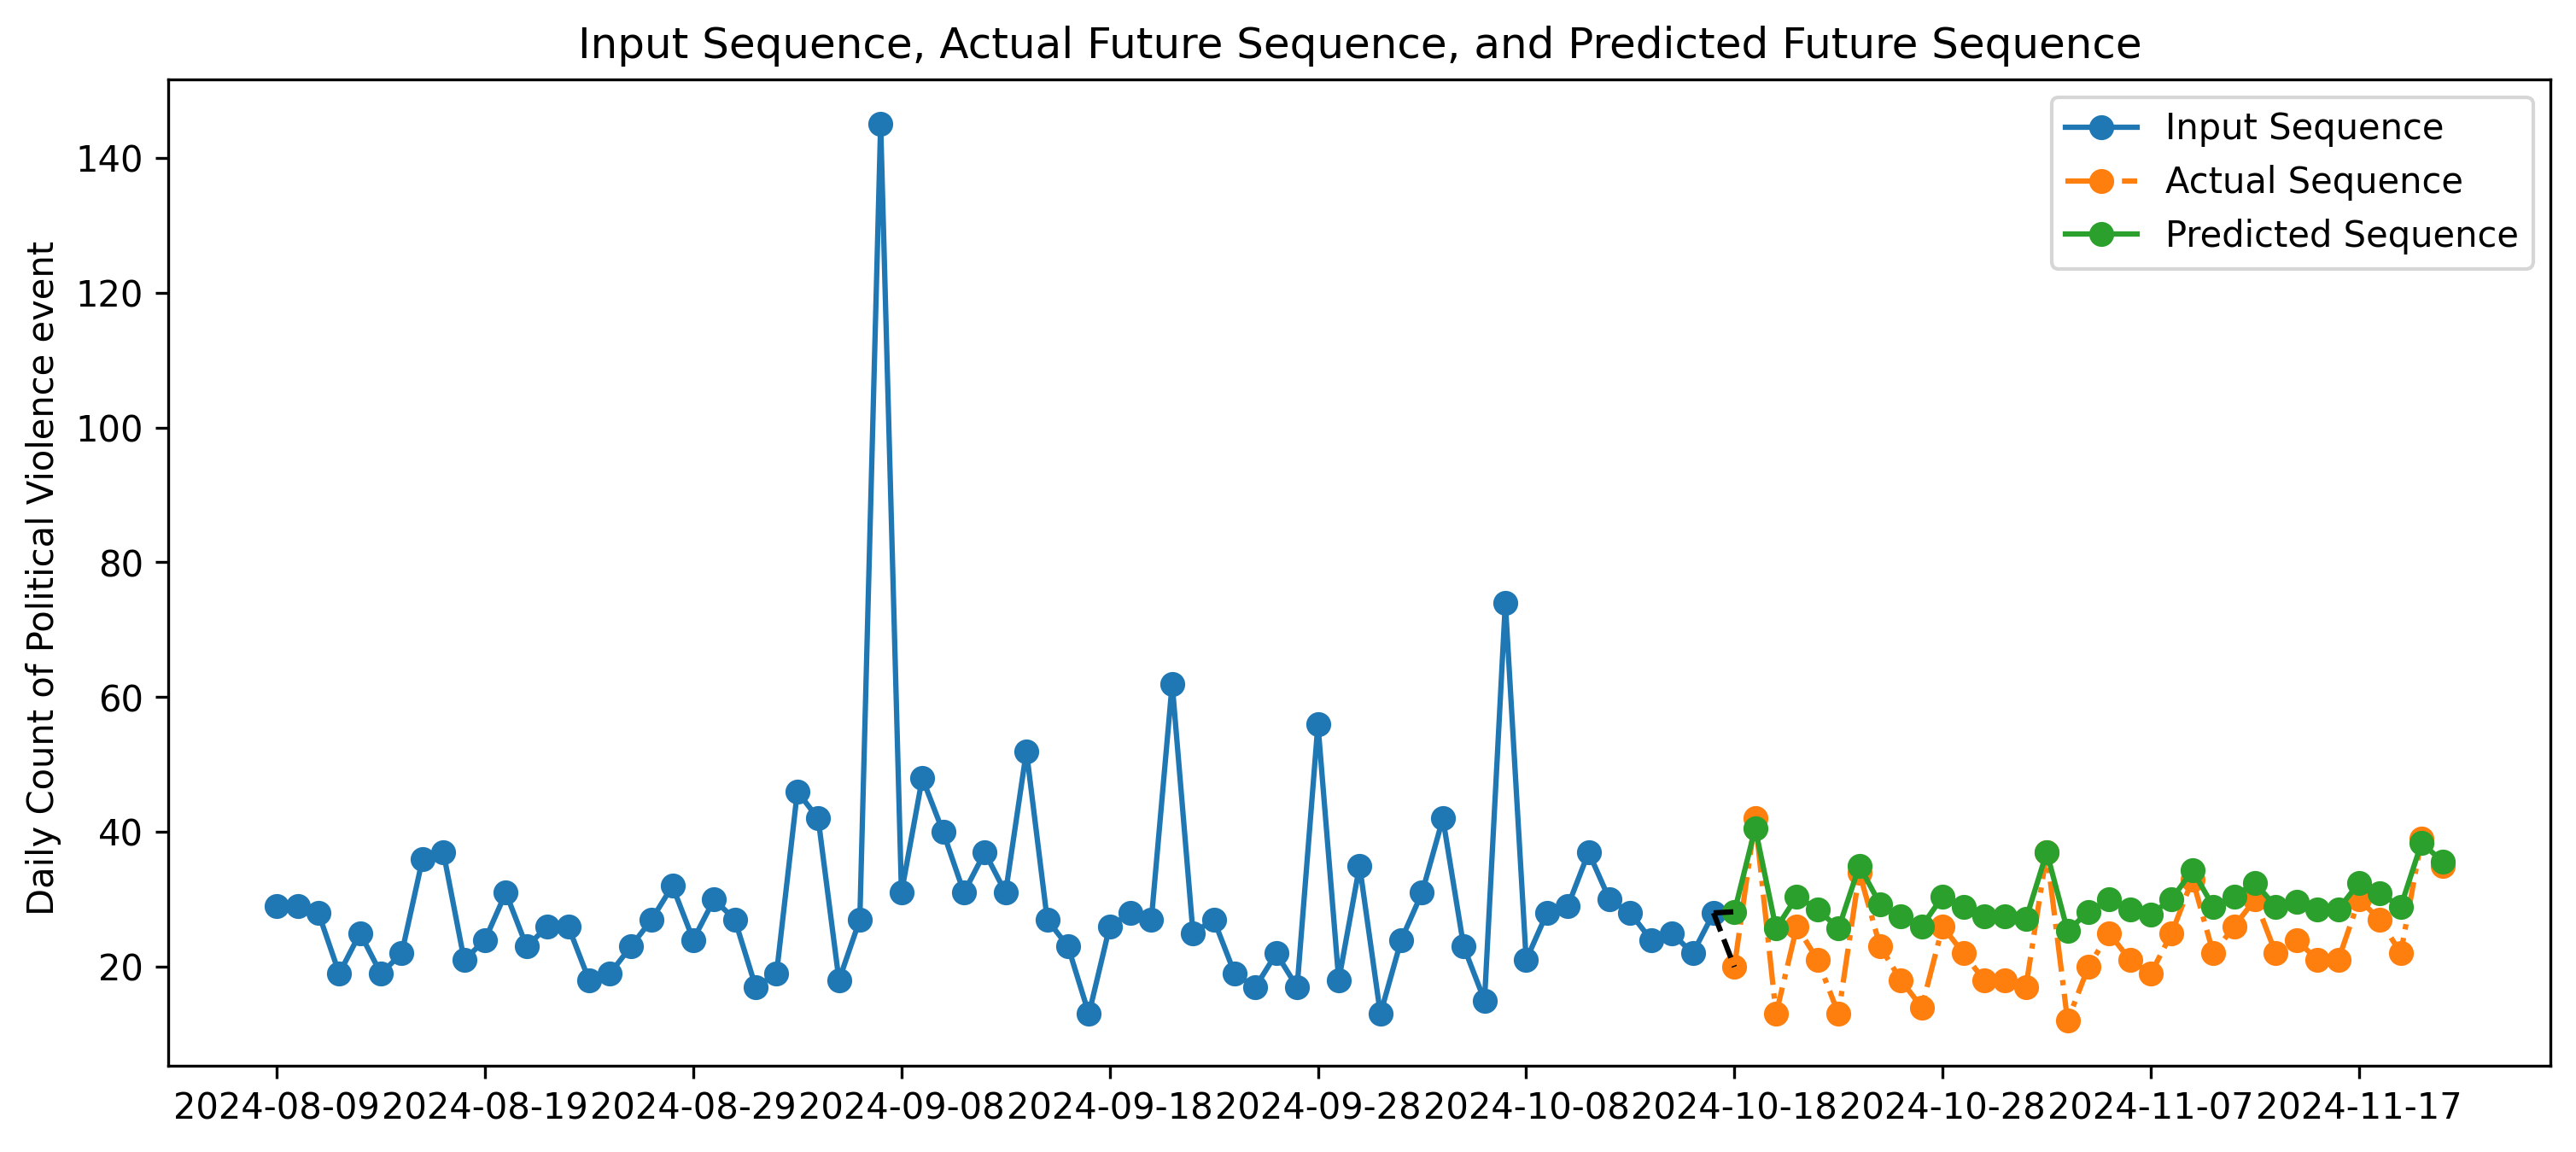 Input Sequence, Actual Future Sequence, and Predicted Future Sequence
Input Sequence
Actual Sequence
Predicted Sequence
Daily Count of Political Violence event
140
120
100
80
60
40
20
2024-08-09 2024-08-19 2024-08-29 2024-09-08 2024-09-18 2024-09-28 2024-10-08 2024-10-18 2024-10-28 2024-11-07 2024-11-17